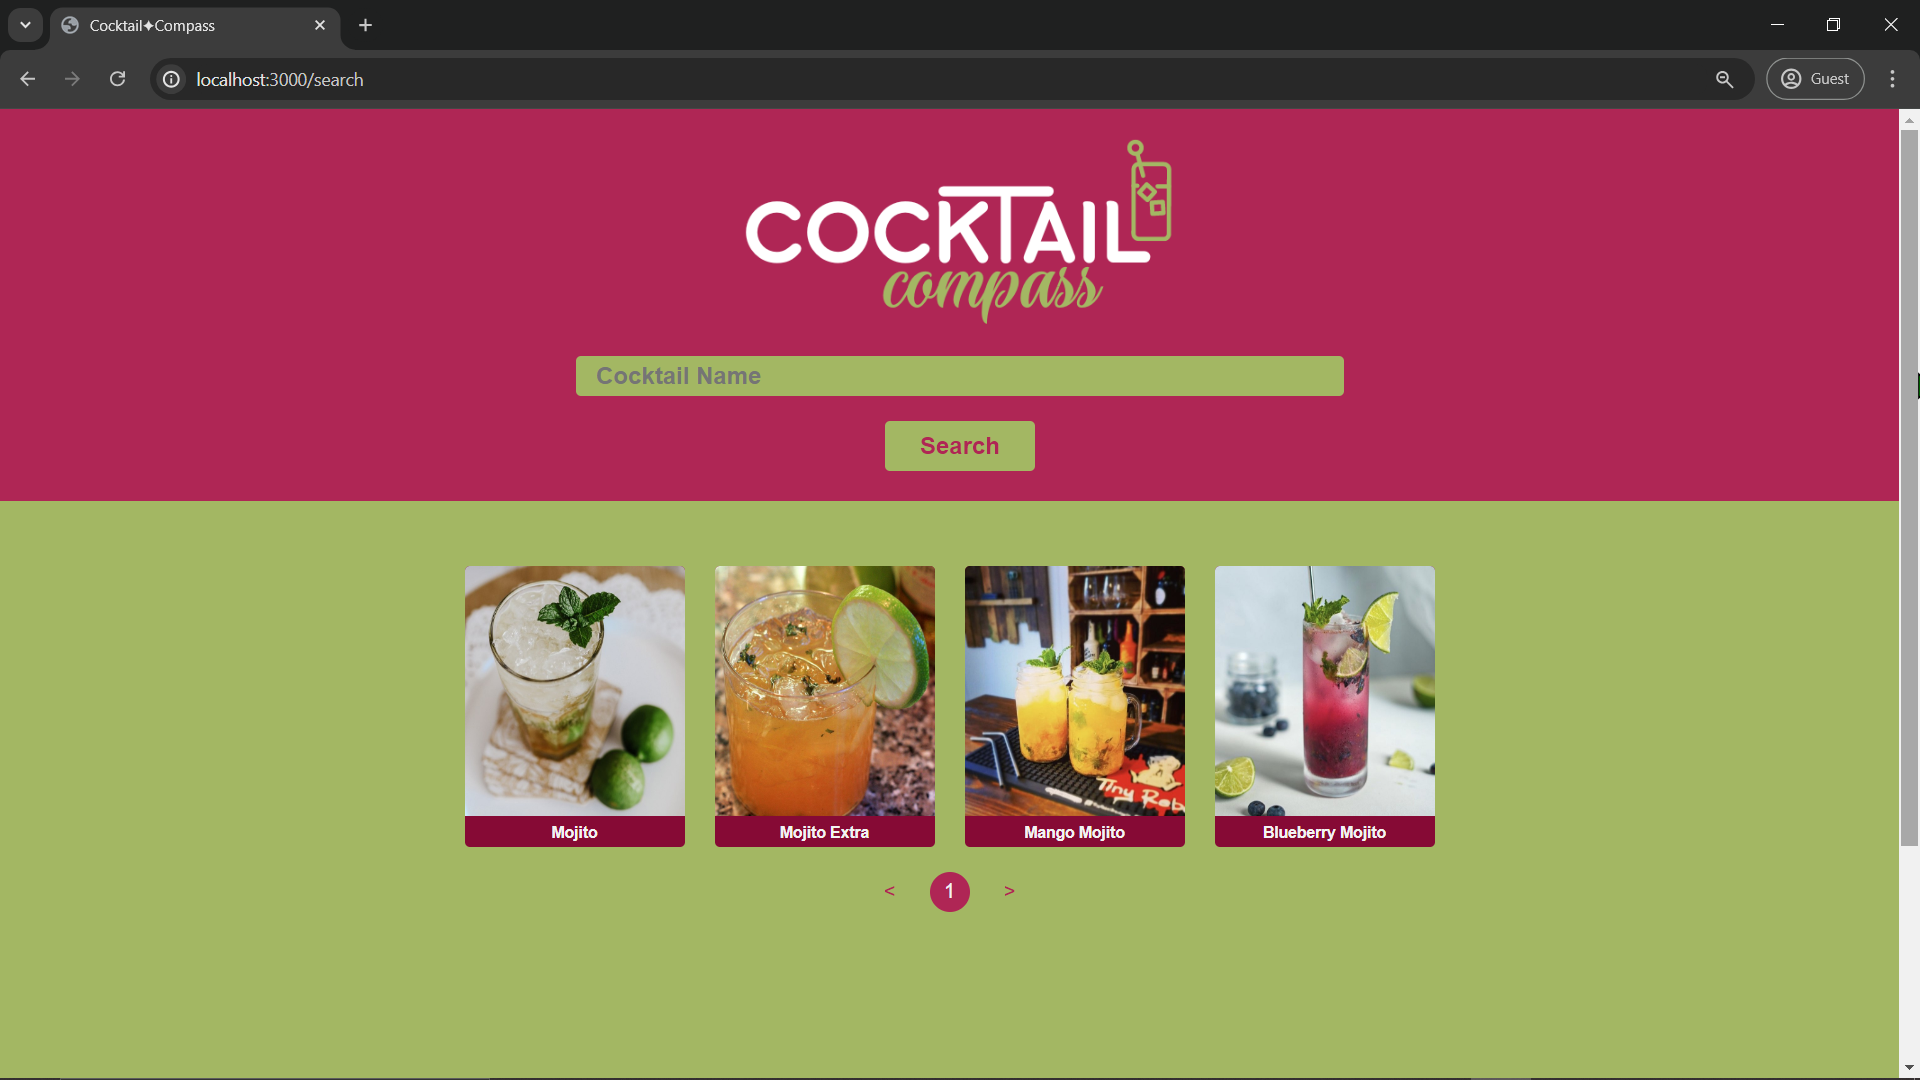 Cocktail✦Compass
localhost:3000/search
Guest
COCKTAIL
compass
Cocktail Name
Search
Tiny Reb
Mojito
Mojito Extra
Mango Mojito
Blueberry Mojito
< 1 >